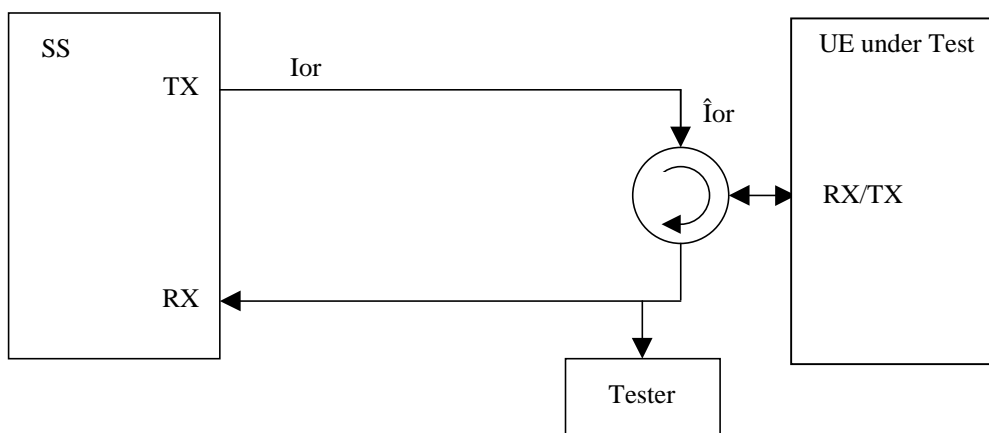 SS
UE under Test
TX
Ior
Îor
RX/TX
RX
Tester